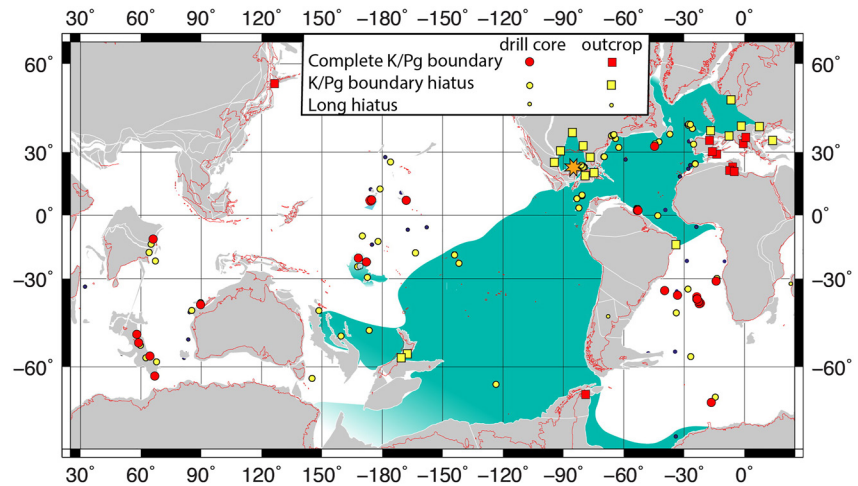 30° 60° 90° 120° 150° −180° −150° −120° −90° −60° −30° 0°
drill core outcrop
Complete K/Pg boundary
K/Pg boundary hiatus
Long hiatus
60° 60°
30° 30°
0° 0°
−30° −30°
−60° −60°
30° 60° 90° 120° 150° −180° −150° −120° −90° −60° −30° 0°